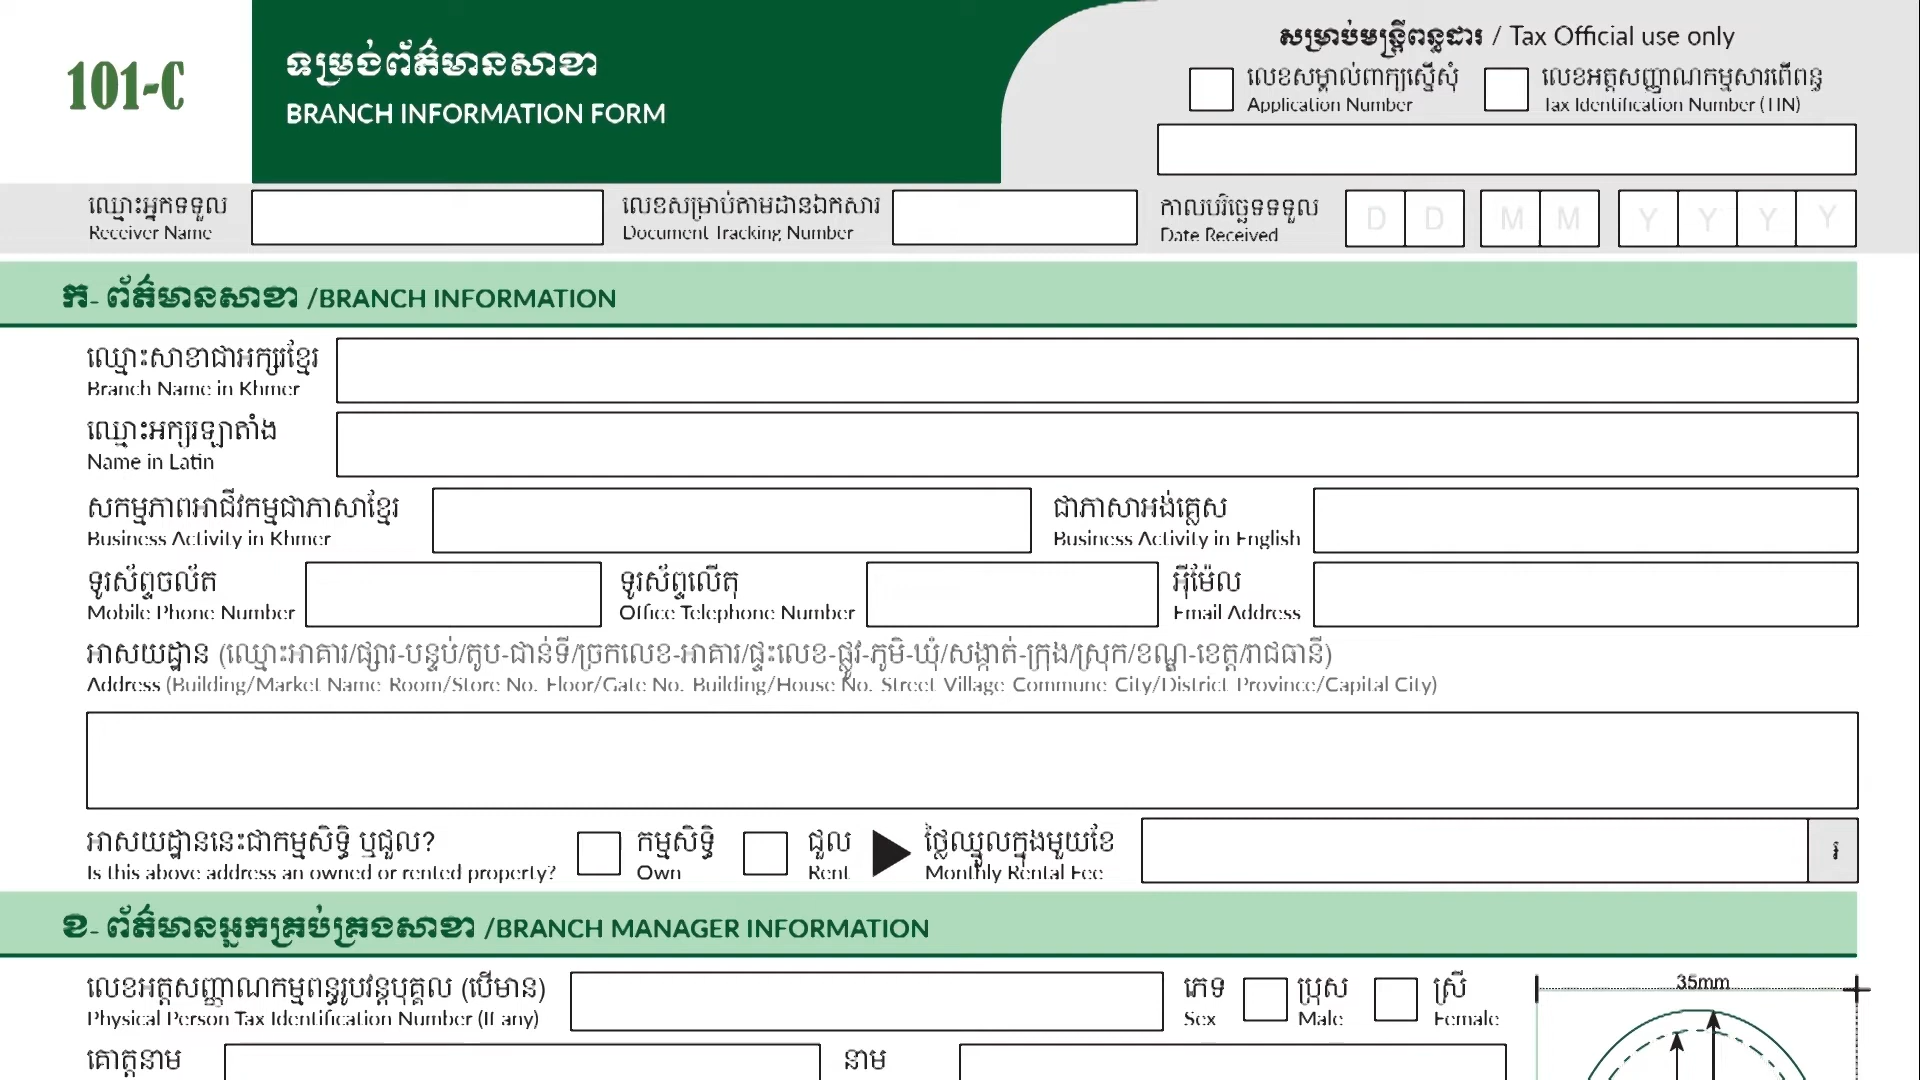 101-C
ទម្រង់ព័ត៌មានសាខា
BRANCH INFORMATION FORM
សម្រាប់មន្ត្រីពន្ធដារ / Tax Official use only
លេខសម្គាល់ពាក្យស្នើសុំ
Application Number
លេខអត្តសញ្ញាណកម្មសារពើពន្ធ
Tax Identification Number (TIN)
ឈ្មោះអ្នកទទួល
Receiver Name
លេខសម្រាប់តាមដានឯកសារ
Document Tracking Number
កាលបរិច្ឆេទទទួល
Date Received
D D M M Y Y Y Y
ក- ព័ត៌មានសាខា /BRANCH INFORMATION
ឈ្មោះសាខាជាអក្សរខ្មែរ
Branch Name in Khmer
ឈ្មោះអក្សរឡាតាំង
Name in Latin
សកម្មភាពអាជីវកម្មជាភាសាខ្មែរ
Business Activity in Khmer
ជាភាសាអង់គ្លេស
Business Activity in English
ទូរស័ព្ទចល័ត
Mobile Phone Number
ទូរស័ព្ទលើតុ
Office Telephone Number
អ៊ីម៉ែល
Email Address
អាសយដ្ឋាន (ឈ្មោះអាគារ/ផ្សារ-បន្ទប់/តូប-ជាន់ទី/ច្រកលេខ-អាគារ/ផ្ទះលេខ-ផ្លូវ-ភូមិ-ឃុំ/សង្កាត់-ក្រុង/ស្រុក/ខណ្ឌ-ខេត្ត/រាជធានី)
Address (Building/Market Name-Room/Store No. Floor/Gate No. Building/House No. Street-Village-Commune-City/District-Province/Capital City)
អាសយដ្ឋាននេះជាកម្មសិទ្ធិ ឬជួល?
Is this above address an owned or rented property?
កម្មសិទ្ធិ
Own
ជួល
Rent
ថ្លៃឈ្នួលក្នុងមួយខែ
Monthly Rental Fee
៛
ខ- ព័ត៌មានអ្នកគ្រប់គ្រងសាខា /BRANCH MANAGER INFORMATION
លេខអត្តសញ្ញាណកម្មពន្ធរូបវន្តបុគ្គល (បើមាន)
Physical Person Tax Identification Number (If any)
ភេទ
Sex
ប្រុស
Male
ស្រី
Female
35mm
គោត្តនាម
នាម